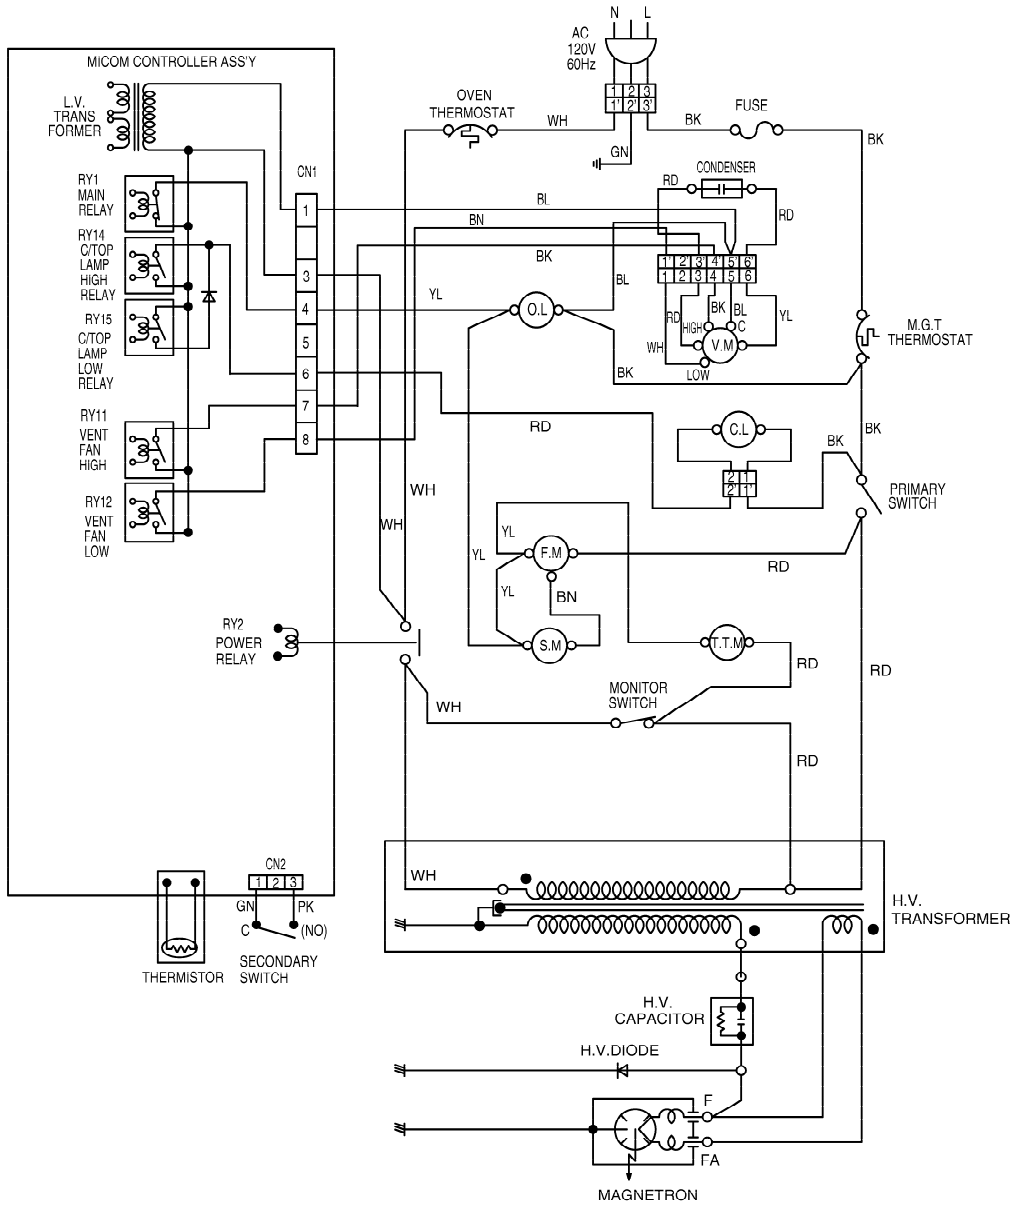 N L
AC
120V
60Hz
1 2 3
1' 2' 3'
MICOM CONTROLLER ASS'Y
L.V.
TRANS
FORMER
OVEN
THERMOSTAT
WH
BK
FUSE
BK
GN
CN1
RY1
MAIN
RELAY
RY14
C/TOP
LAMP
HIGH
RELAY
RY15
C/TOP
LAMP
LOW
RELAY
RY11
VENT
FAN
HIGH
RY12
VENT
FAN
LOW
1
3
4
5
6
7
8
CONDENSER
RD
RD
BL
BN
BK
BL
1' 2' 3' 4' 5' 6'
1 2 3 4 5 6
YL
O.L
RD
BK
BL
YL
HIGH
C
V.M
WH
LOW
BK
M.G.T
THERMOSTAT
RD
C.L
BK
BK
2 1
2' 1'
PRIMARY
SWITCH
WH
WH
YL
YL
F.M
RD
YL
BN
S.M
T.T.M
RD
RD
RY2
POWER
RELAY
MONITOR
SWITCH
WH
RD
CN2
1 2 3
GN
PK
C
(NO)
SECONDARY
SWITCH
THERMISTOR
WH
H.V.
TRANSFORMER
H.V.
CAPACITOR
H.V.DIODE
F
FA
MAGNETRON